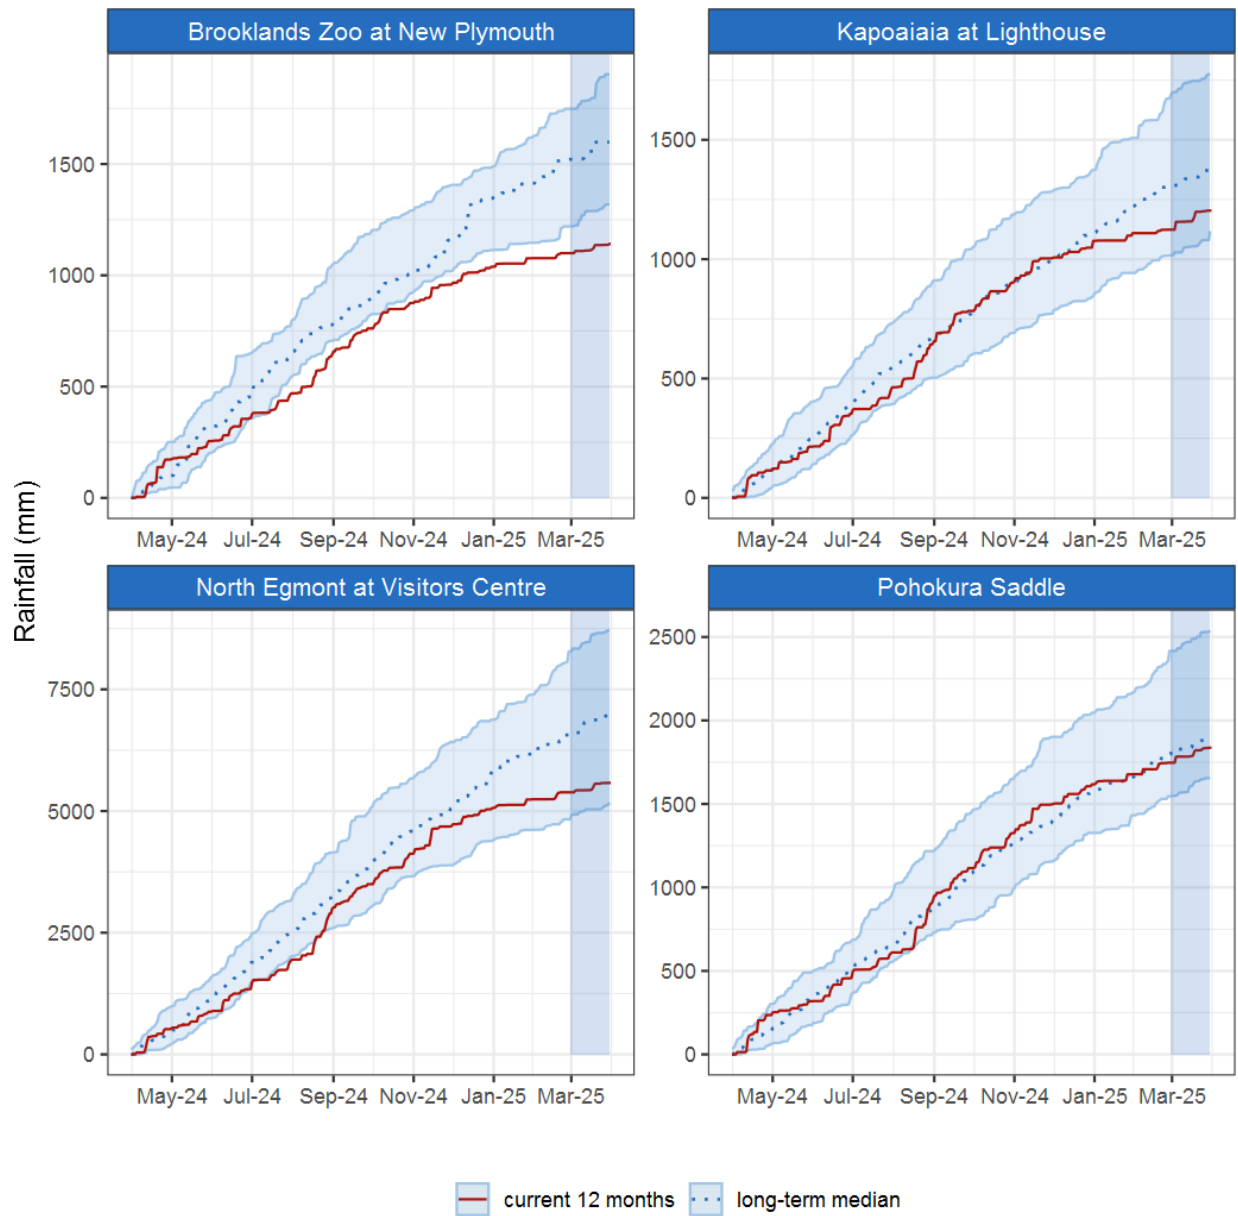 Brooklands Zoo at New Plymouth
Kapoaiaia at Lighthouse
1500
1000
500
0
1500
1000
500
0
May-24 Jul-24 Sep-24 Nov-24 Jan-25 Mar-25
May-24 Jul-24 Sep-24 Nov-24 Jan-25 Mar-25
Rainfall (mm)
North Egmont at Visitors Centre
Pohokura Saddle
7500
5000
2500
0
2500
2000
1500
1000
500
0
May-24 Jul-24 Sep-24 Nov-24 Jan-25 Mar-25
May-24 Jul-24 Sep-24 Nov-24 Jan-25 Mar-25
current 12 months long-term median